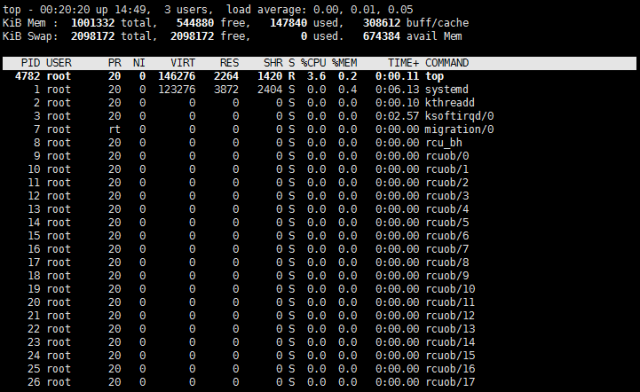 top - 00:20:20 up 14:49,  3 users,  load average: 0.00, 0.01, 0.05
KiB Mem :  1001332 total,   544880 free,   147840 used,   308612 buff/cache
KiB Swap:  2098172 total,  2098172 free,        0 used.   674384 avail Mem
PID USER      PR  NI    VIRT    RES    SHR S %CPU %MEM     TIME+ COMMAND
4782 root      20   0  146276   2264   1420 R  3.6  0.2   0:00.11 top
1 root      20   0  123276   3872   2404 S  0.0  0.4   0:06.13 systemd
2 root      20   0       0      0      0 S  0.0  0.0   0:00.10 kthreadd
3 root      20   0       0      0      0 S  0.0  0.0   0:02.57 ksoftirqd/0
7 root      rt   0       0      0      0 S  0.0  0.0   0:00.00 migration/0
8 root      20   0       0      0      0 S  0.0  0.0   0:00.00 rcu_bh
9 root      20   0       0      0      0 S  0.0  0.0   0:00.00 rcuob/0
10 root      20   0       0      0      0 S  0.0  0.0   0:00.00 rcuob/1
11 root      20   0       0      0      0 S  0.0  0.0   0:00.00 rcuob/2
12 root      20   0       0      0      0 S  0.0  0.0   0:00.00 rcuob/3
13 root      20   0       0      0      0 S  0.0  0.0   0:00.00 rcuob/4
14 root      20   0       0      0      0 S  0.0  0.0   0:00.00 rcuob/5
15 root      20   0       0      0      0 S  0.0  0.0   0:00.00 rcuob/6
16 root      20   0       0      0      0 S  0.0  0.0   0:00.00 rcuob/7
17 root      20   0       0      0      0 S  0.0  0.0   0:00.00 rcuob/8
18 root      20   0       0      0      0 S  0.0  0.0   0:00.00 rcuob/9
19 root      20   0       0      0      0 S  0.0  0.0   0:00.00 rcuob/10
20 root      20   0       0      0      0 S  0.0  0.0   0:00.00 rcuob/11
21 root      20   0       0      0      0 S  0.0  0.0   0:00.00 rcuob/12
22 root      20   0       0      0      0 S  0.0  0.0   0:00.00 rcuob/13
23 root      20   0       0      0      0 S  0.0  0.0   0:00.00 rcuob/14
24 root      20   0       0      0      0 S  0.0  0.0   0:00.00 rcuob/15
25 root      20   0       0      0      0 S  0.0  0.0   0:00.00 rcuob/16
26 root      20   0       0      0      0 S  0.0  0.0   0:00.00 rcuob/17